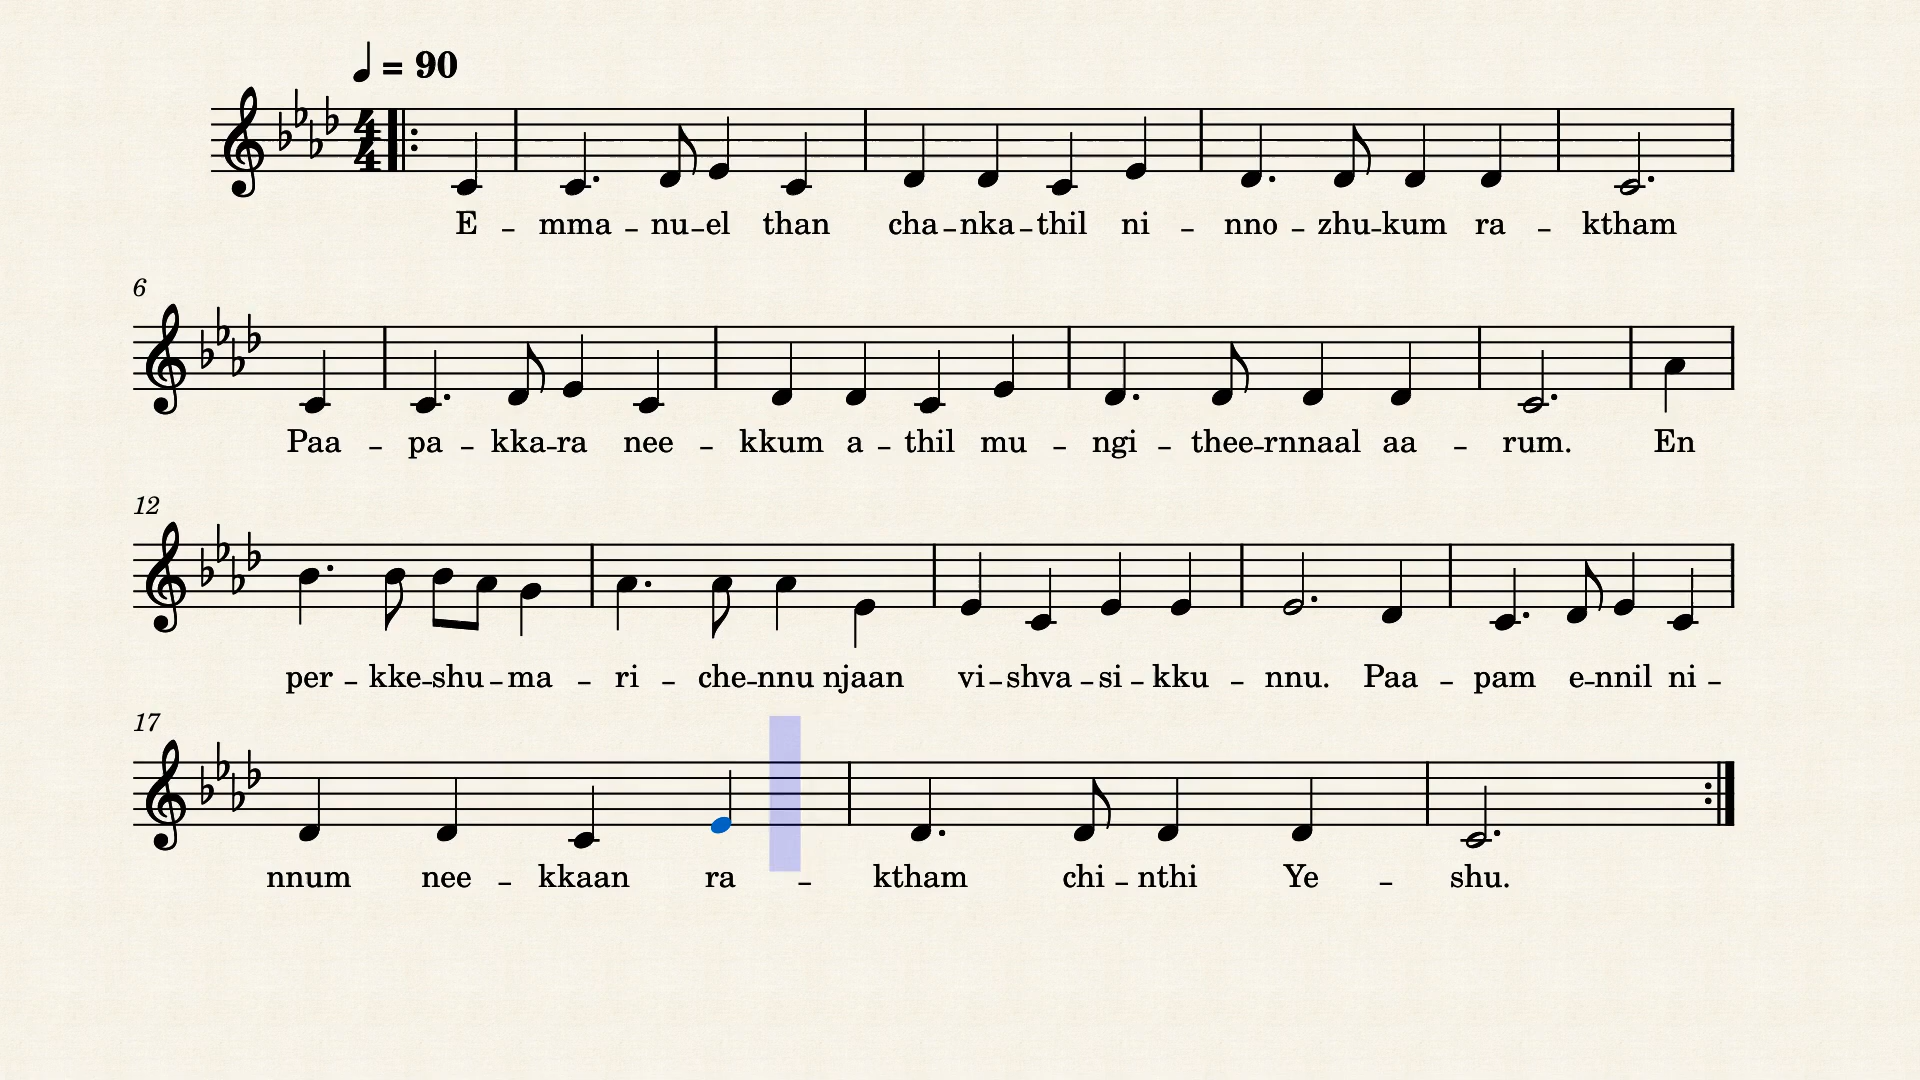 = 90
4
4
E – mma – nu–el than cha–nka–thil ni – nno – zhu–kum ra – ktham
6
Paa – pa – kka–ra nee – kkum a – thil mu – ngi – thee–rnnaal aa – rum. En
12
per – kke–shu–ma – ri – che–nnu njaan vi–shva–si–kku – nnu. Paa – pam e–nnil ni –
17
nnum nee – kkaan ra – ktham chi–nthi Ye – shu.